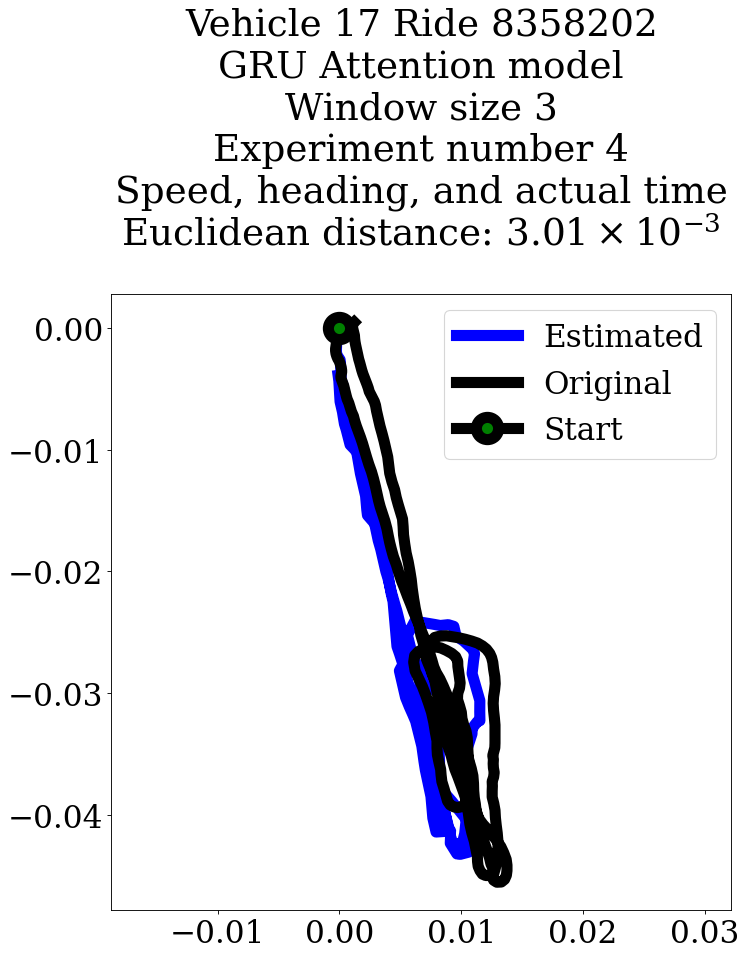 Vehicle 17 Ride 8358202
GRU Attention model
Window size 3
Experiment number 4
Speed, heading, and actual time
Euclidean distance: 3.01 × 10⁻³
Estimated
Original
Start
0.00
−0.01
−0.02
−0.03
−0.04
−0.01 0.00 0.01 0.02 0.03